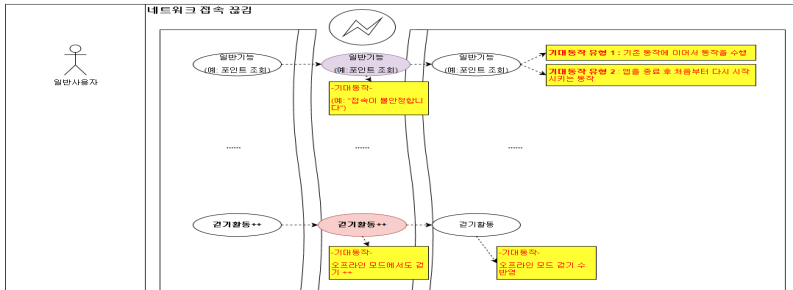 네트워크 접속 끊김
일반사용자
일반기능
(예: 포인트 조회)
일반기능
(예: 포인트 조회)
일반기능
(예: 포인트 조회)
기대동작 유형 1 : 기존 동작에 이어서 동작을 수행
기대동작 유형 2 : 앱을 종료 후 처음부터 다시 시작
시키는 동작
-기대동작-
(예: "접속이 불안정합니
다")
......
......
......
걷기활동++
걷기활동++
걷기활동
-기대동작-
오프라인 모드에서도 걷
기 ++
-기대동작-
오프라인 모드 걷기 수
반영